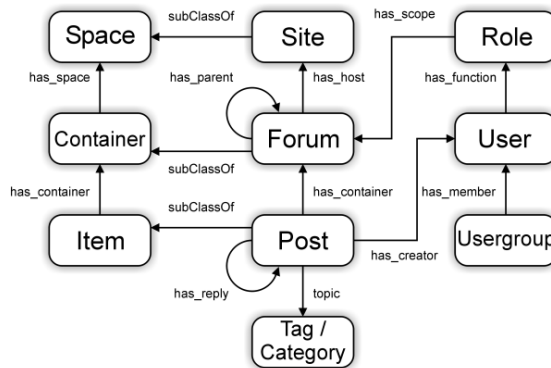 subClassOf
has_scope
Space
Site
Role
has_space
has_parent
has_host
has_function
Container
Forum
User
subClassOf
has_container
subClassOf
has_container
has_member
Item
Post
Usergroup
has_creator
has_reply
topic
Tag /
Category